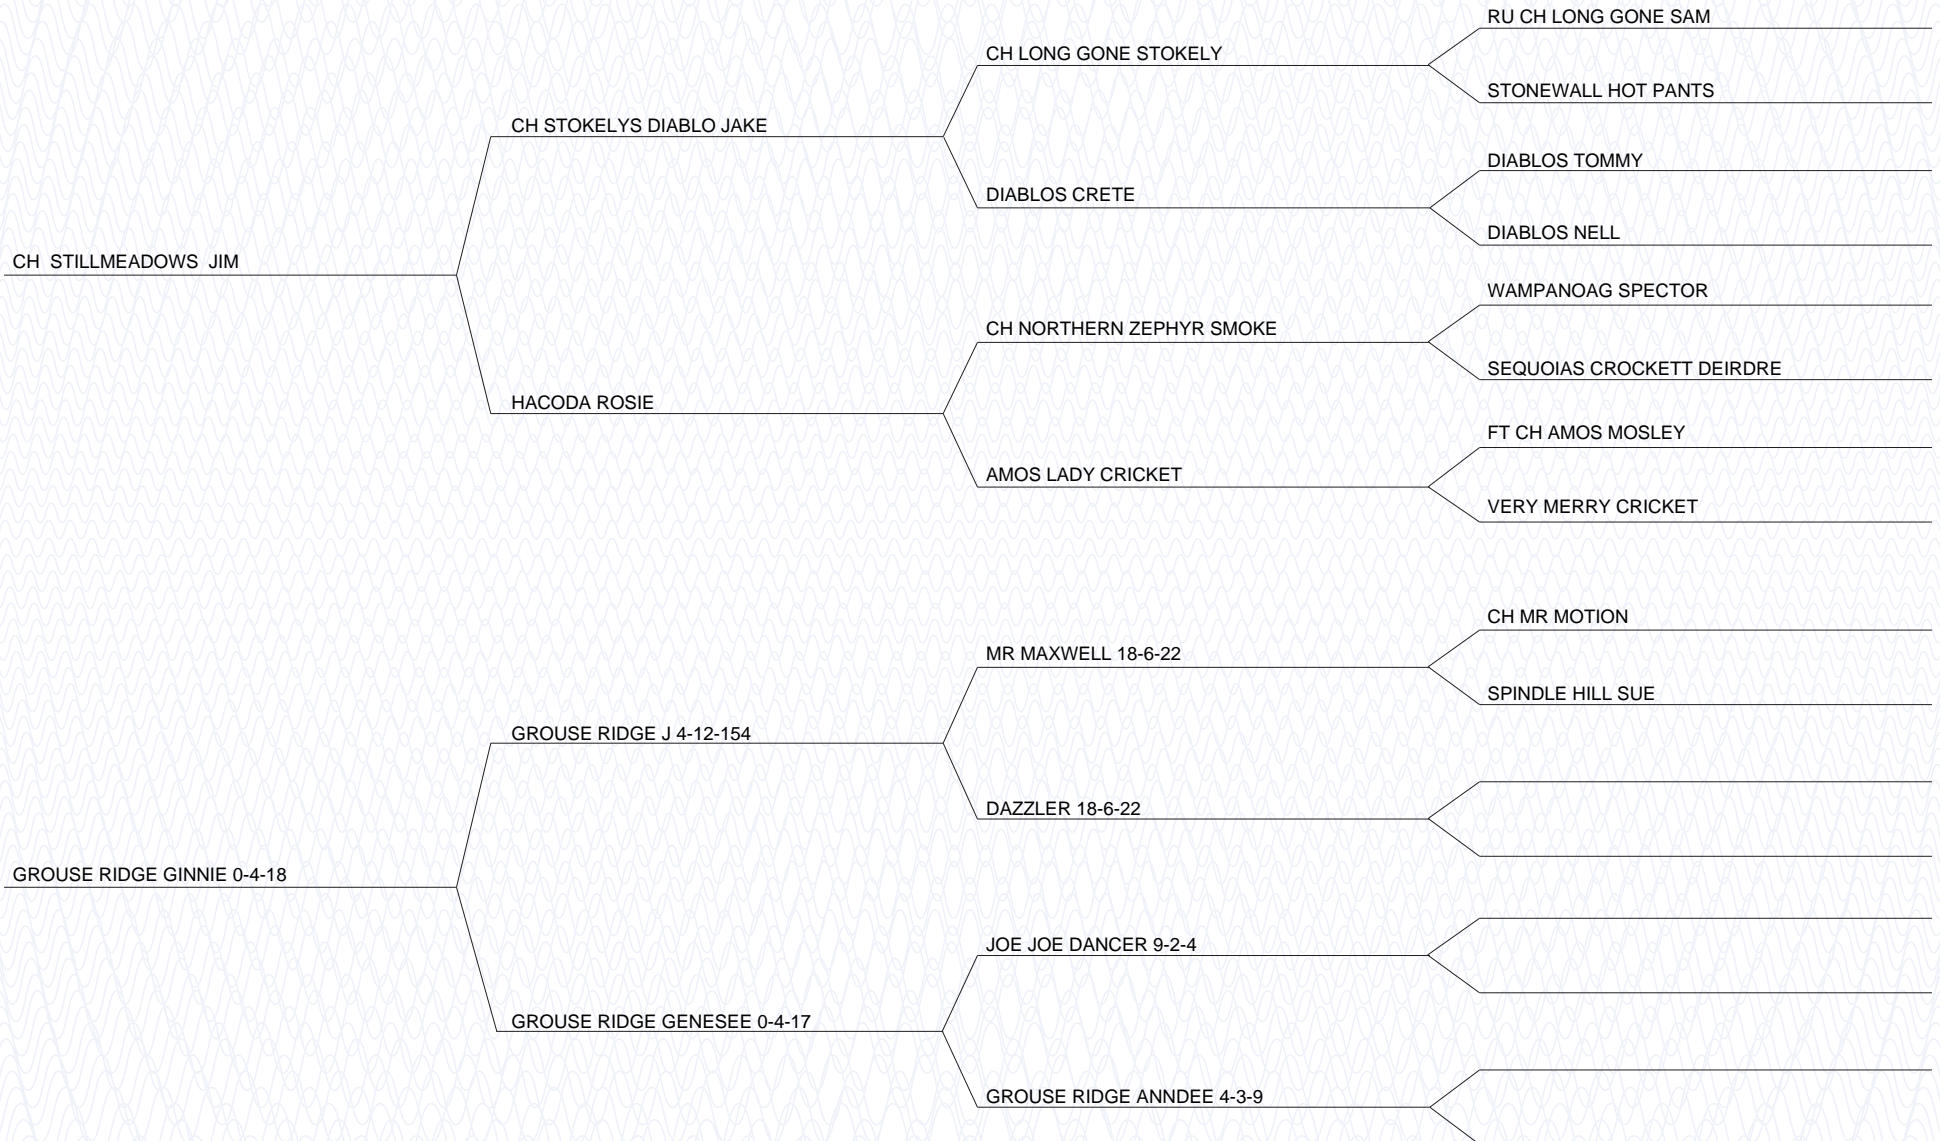 RU CH LONG GONE SAM
CH LONG GONE STOKELY
STONEWALL HOT PANTS
CH STOKELYS DIABLO JAKE
DIABLOS TOMMY
DIABLOS CRETE
DIABLOS NELL
CH  STILLMEADOWS  JIM
WAMPANOAG SPECTOR
CH NORTHERN ZEPHYR SMOKE
SEQUOIAS CROCKETT DEIRDRE
HACODA ROSIE
FT CH AMOS MOSLEY
AMOS LADY CRICKET
VERY MERRY CRICKET
CH MR MOTION
MR MAXWELL 18-6-22
SPINDLE HILL SUE
GROUSE RIDGE J 4-12-154
DAZZLER 18-6-22
GROUSE RIDGE GINNIE 0-4-18
JOE JOE DANCER 9-2-4
GROUSE RIDGE GENESEE 0-4-17
GROUSE RIDGE ANNDEE 4-3-9